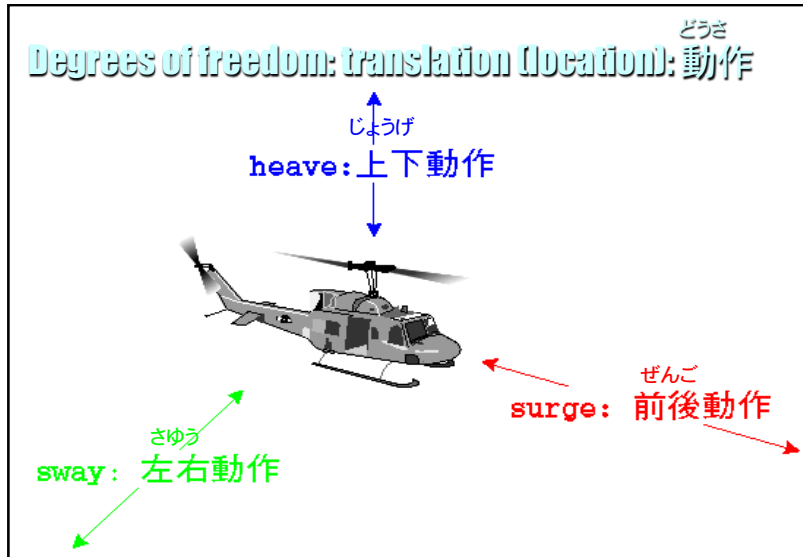 どうさ
Degrees of freedom: translation (location): 動作
じょうげ
heave:上下動作
ぜんご
surge: 前後動作
さゆう
sway: 左右動作